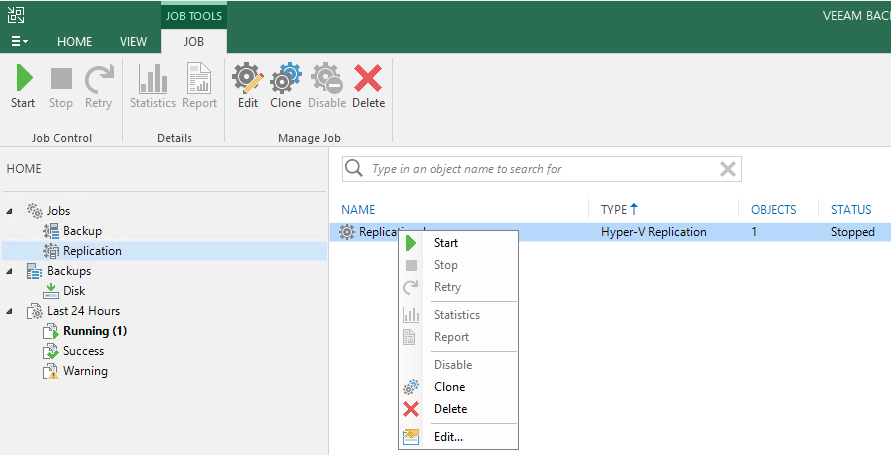 JOB TOOLS
VEEAM BAC
HOME VIEW JOB
Start Stop Retry Statistics Report Edit Clone Disable Delete
Job Control Details Manage Job
HOME
Type in an object name to search for
NAME TYPE OBJECTS STATUS
Jobs
Backup
Replication
Backups
Disk
Last 24 Hours
Running (1)
Success
Warning
Hyper-V Replication 1 Stopped
Start
Stop
Retry
Statistics
Report
Disable
Clone
Delete
Edit...